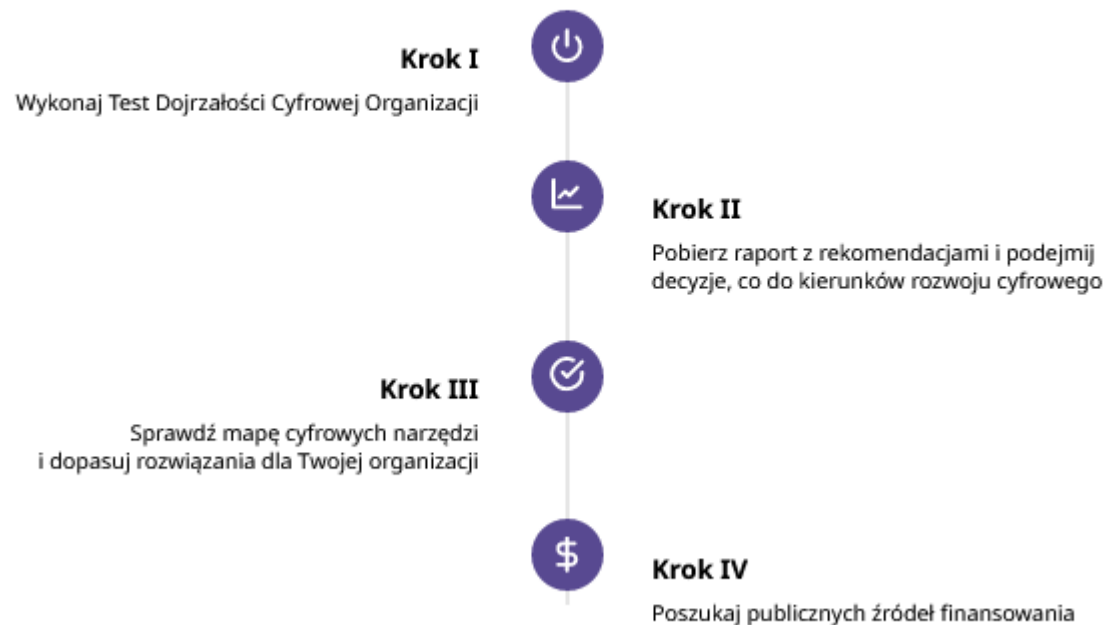 Krok I
Wykonaj Test Dojrzałości Cyfrowej Organizacji
Krok II
Pobierz raport z rekomendacjami i podejmij
decyzje, co do kierunków rozwoju cyfrowego
Krok III
Sprawdź mapę cyfrowych narzędzi
i dopasuj rozwiązania dla Twojej organizacji
Krok IV
Poszukaj publicznych źródeł finansowania